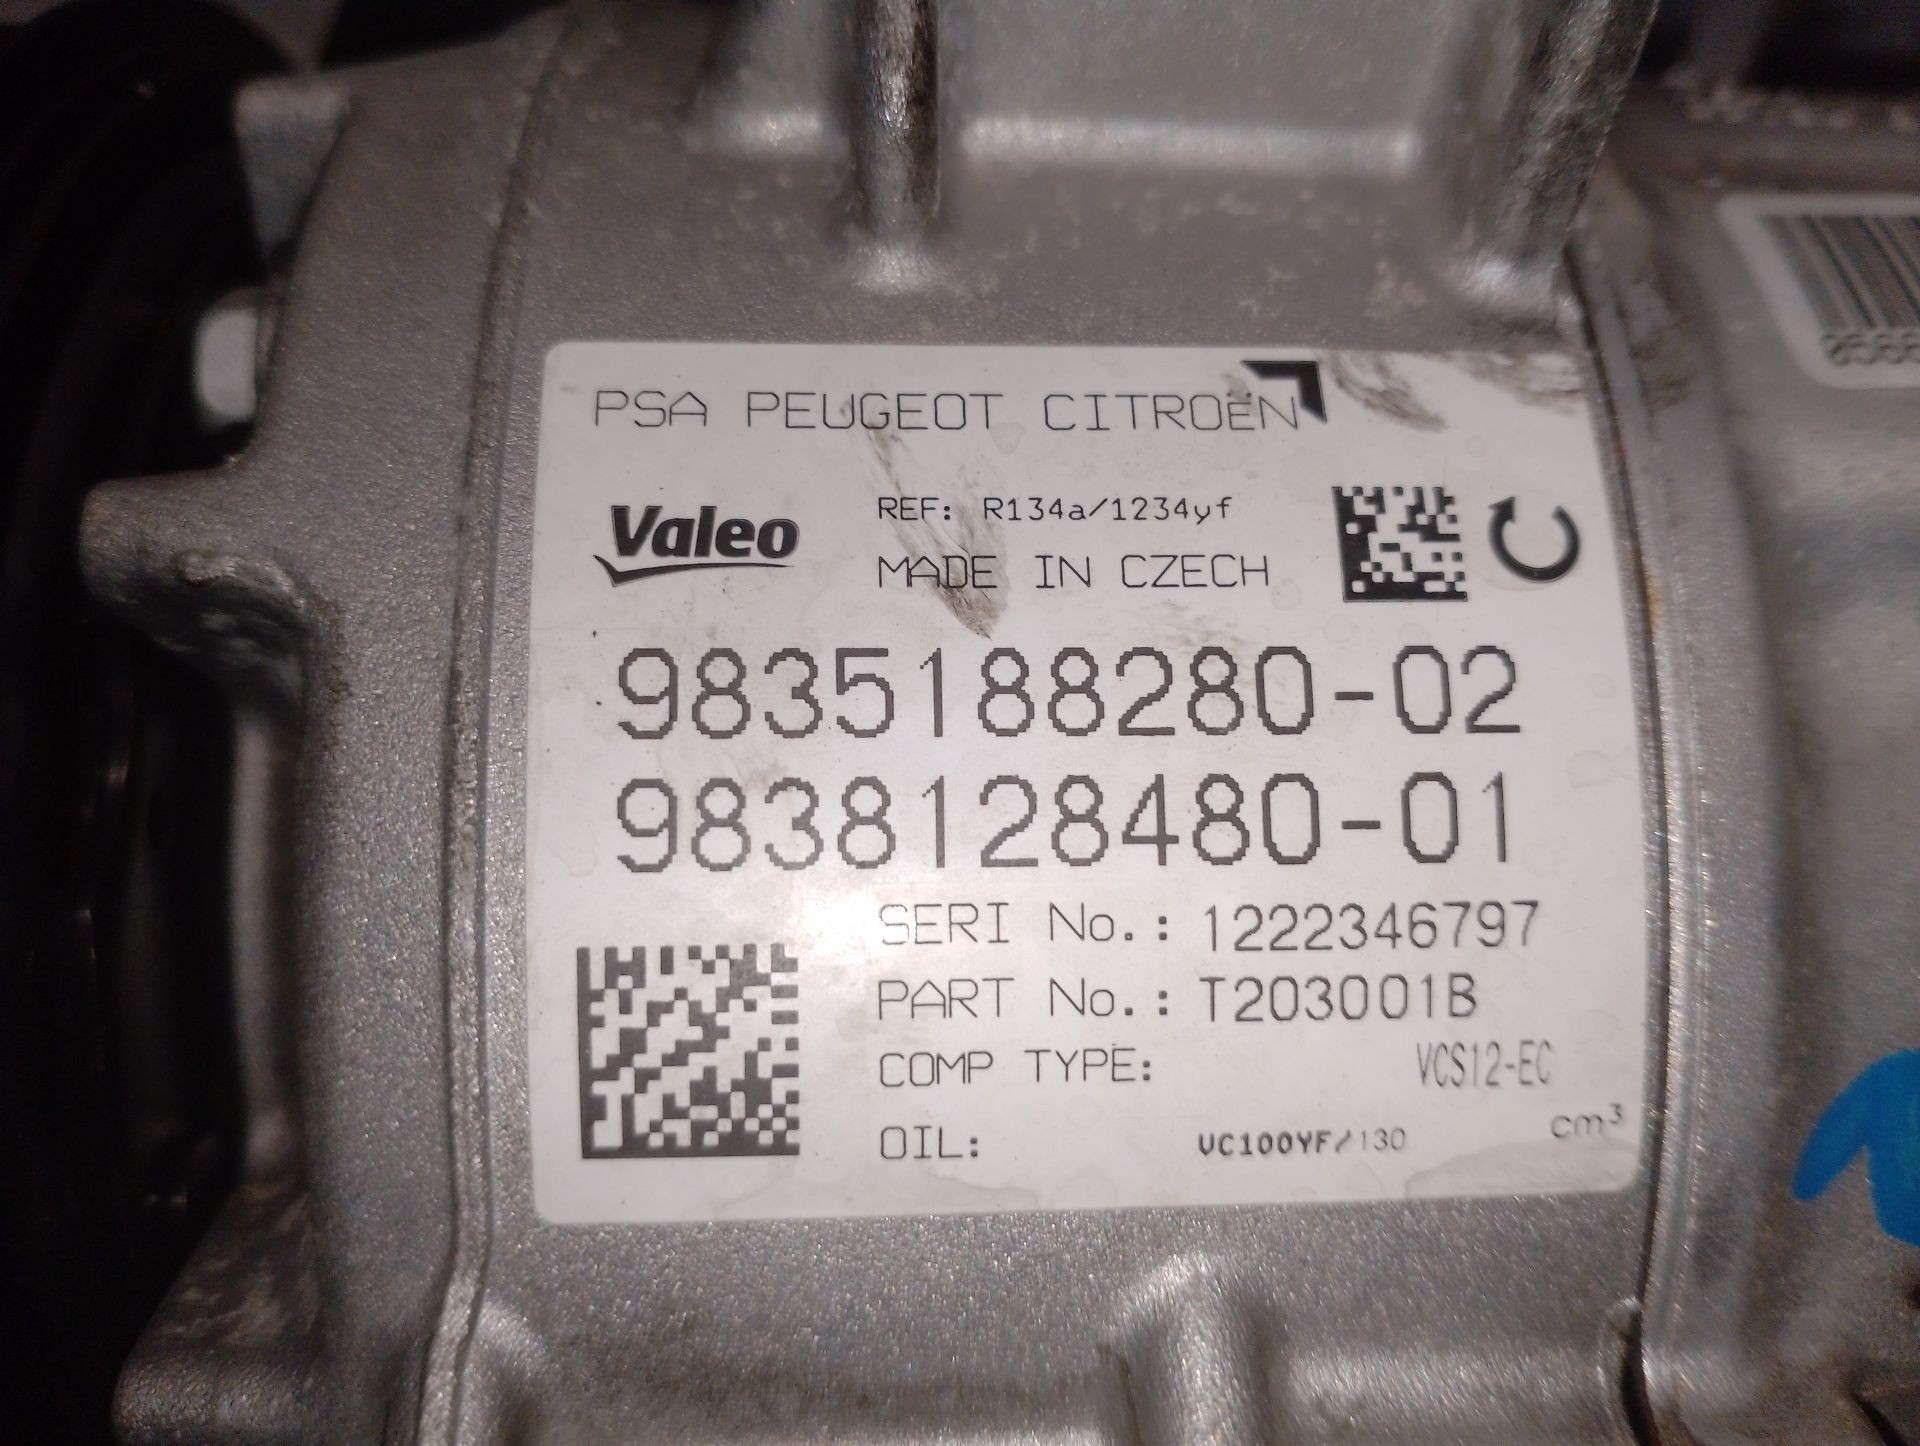 PSA PEUGEOT CITROËN
Valeo
REF: R134a/1234yf
MADE IN CZECH
9835188280-02
9838128480-01
SERI No.: 1222346797
PART No.: T203001B
COMP TYPE: VCS12-EC
OIL: VC100YF/130 cm³